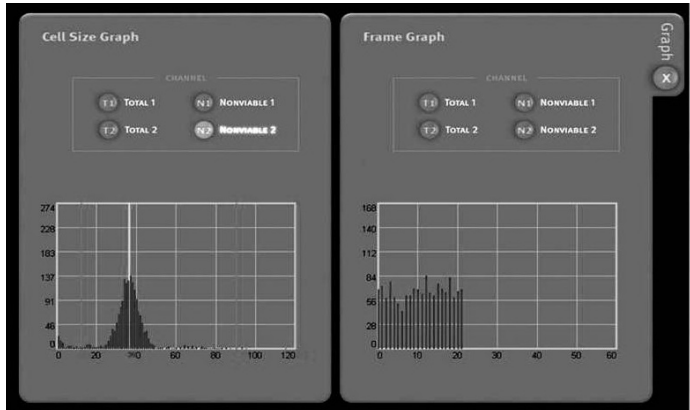 Cell Size Graph
CHANNEL
T1 TOTAL 1
N1 NONVIABLE 1
T2 TOTAL 2
N2 NONVIABLE 2
274
228
183
137
91
46
0
0 20 40 60 80 100 120
Frame Graph
CHANNEL
T1 TOTAL 1
N1 NONVIABLE 1
T2 TOTAL 2
N2 NONVIABLE 2
168
140
112
84
56
28
0
0 10 20 30 40 50 60
Graph
X